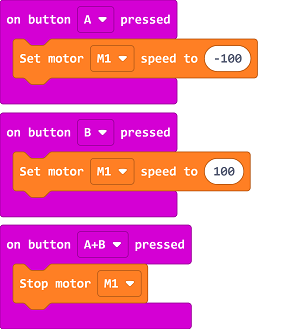 on button A pressed
Set motor M1 speed to -100
on button B pressed
Set motor M1 speed to 100
on button A+B pressed
Stop motor M1